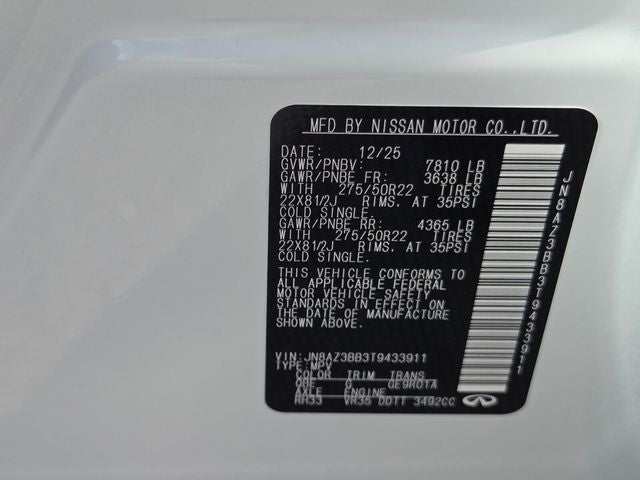 MFD BY NISSAN MOTOR CO.,LTD.
DATE: 12/25
GVWR/PNBV: 7810 LB
GAWR/PNBE FR: 3638 LB
WITH 275/50R22 TIRES
22X81/2J RIMS. AT 35PSI
COLD SINGLE.
GAWR/PNBE RR: 4365 LB
WITH 275/50R22 TIRES
22X81/2J RIMS. AT 35PSI
COLD SINGLE.
THIS VEHICLE CONFORMS TO
ALL APPLICABLE FEDERAL
MOTOR VEHICLE SAFETY
STANDARDS IN EFFECT ON
THE DATE OF MANUFACTURE
SHOWN ABOVE.
VIN: JN8AZ3BB3T9433911
TYPE: MPV
COLOR TRIM TRANS
QBE G GE9R01A
AXLE ENGINE
RH33 VR35 DDTT 3492CC
JN8AZ3BB3T9433911